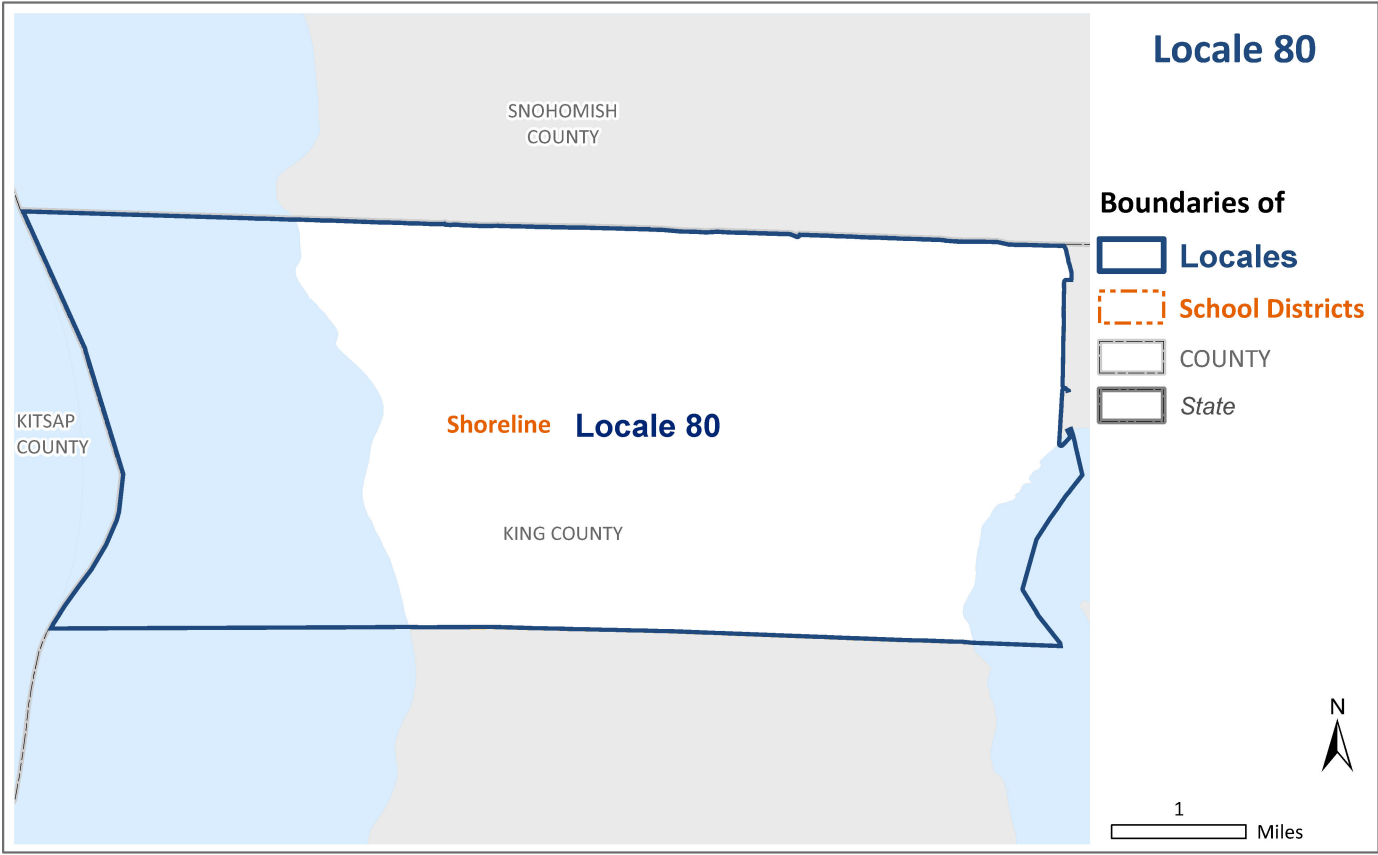 Locale 80
SNOHOMISH
COUNTY
Boundaries of
Locales
School Districts
COUNTY
State
KITSAP
COUNTY
Shoreline Locale 80
KING COUNTY
N
1
Miles